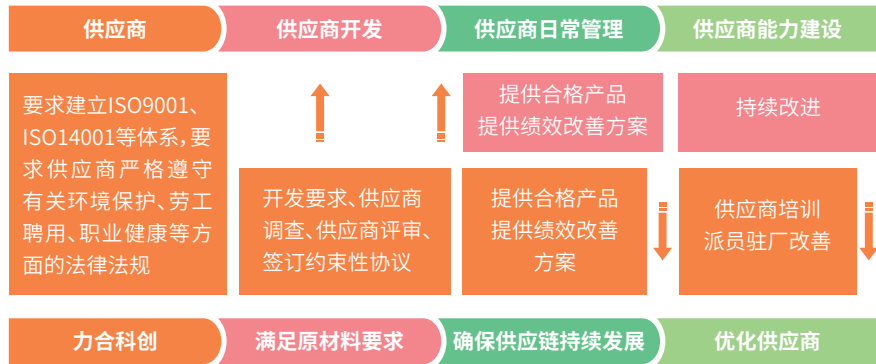 供应商
供应商开发
供应商日常管理
供应商能力建设
要求建立ISO9001、
ISO14001等体系,要
求供应商严格遵守
有关环境保护、劳工
聘用、职业健康等方
面的法律法规
提供合格产品
提供绩效改善方案
持续改进
开发要求、供应商
调查、供应商评审、
签订约束性协议
提供合格产品
提供绩效改善
方案
供应商培训
派员驻厂改善
力合科创
满足原材料要求
确保供应链持续发展
优化供应商